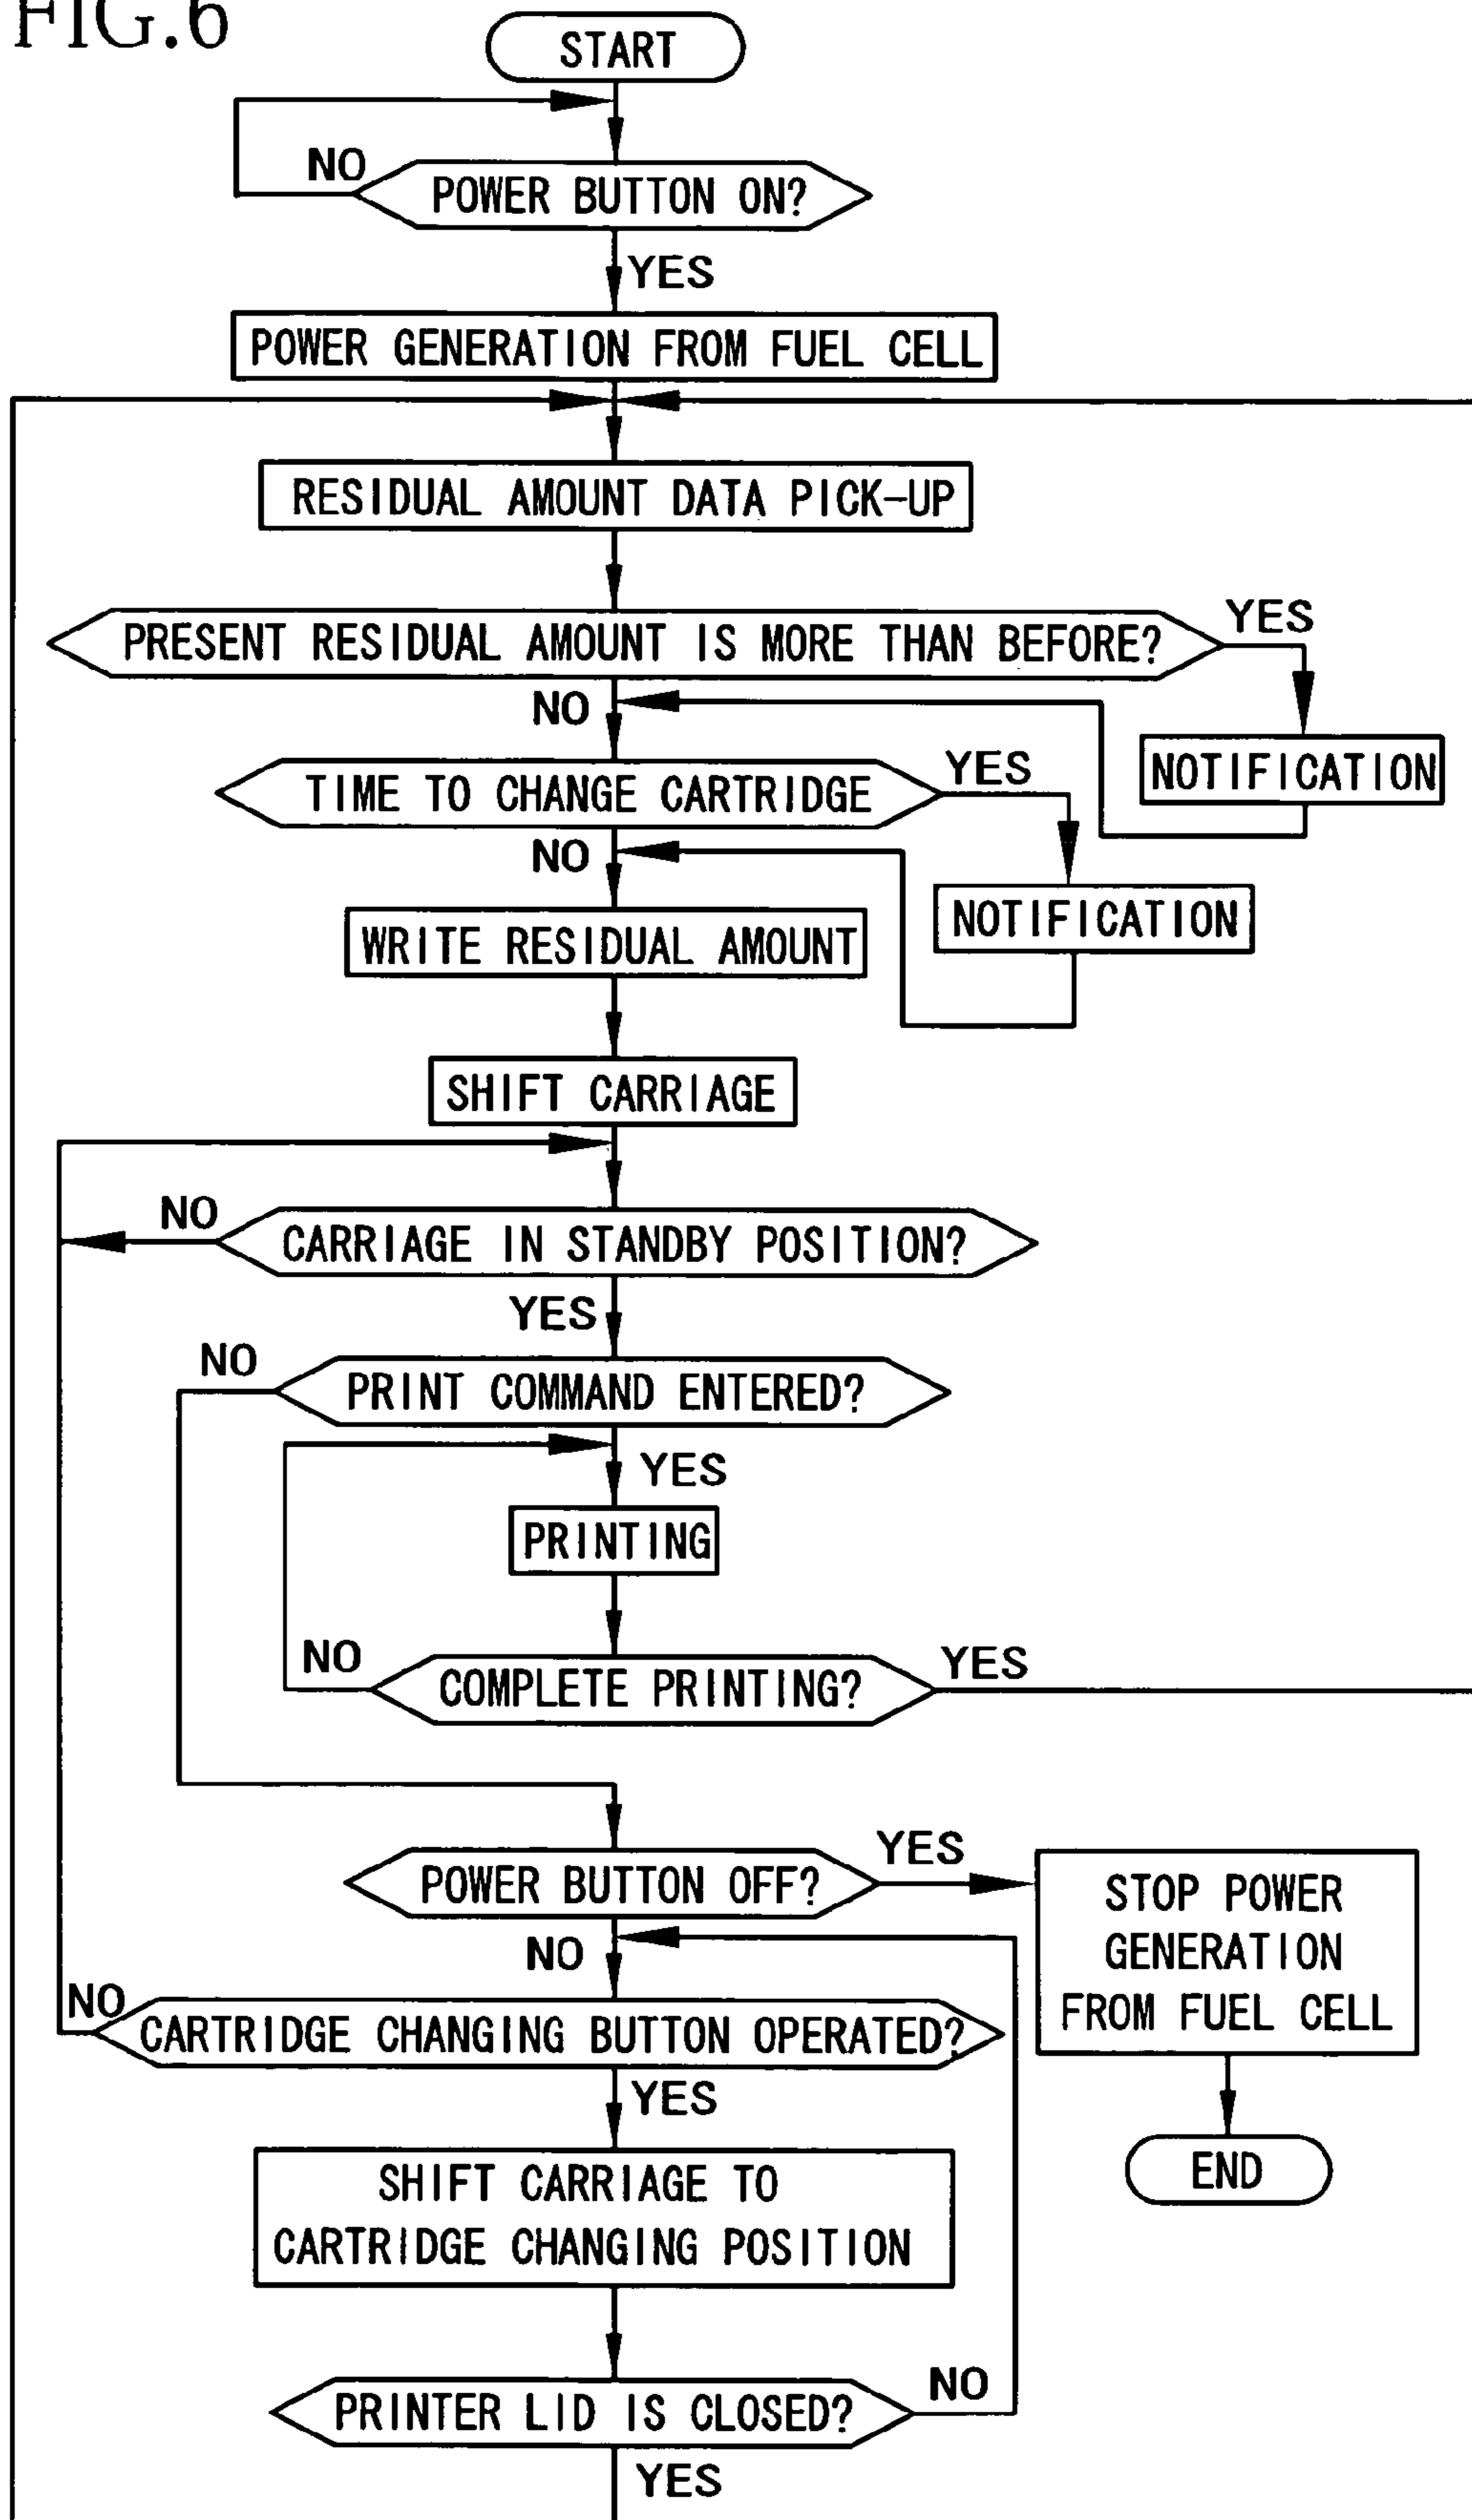 FIG.6
START
NO
POWER BUTTON ON?
YES
POWER GENERATION FROM FUEL CELL
RESIDUAL AMOUNT DATA PICK-UP
PRESENT RESIDUAL AMOUNT IS MORE THAN BEFORE?
YES
NO
NOTIFICATION
TIME TO CHANGE CARTRIDGE
YES
NO
NOTIFICATION
WRITE RESIDUAL AMOUNT
SHIFT CARRIAGE
NO
CARRIAGE IN STANDBY POSITION?
YES
NO
PRINT COMMAND ENTERED?
YES
PRINTING
NO
COMPLETE PRINTING?
YES
POWER BUTTON OFF?
YES
STOP POWER
GENERATION
FROM FUEL CELL
NO
NO
CARTRIDGE CHANGING BUTTON OPERATED?
YES
END
SHIFT CARRIAGE TO
CARTRIDGE CHANGING POSITION
PRINTER LID IS CLOSED?
NO
YES